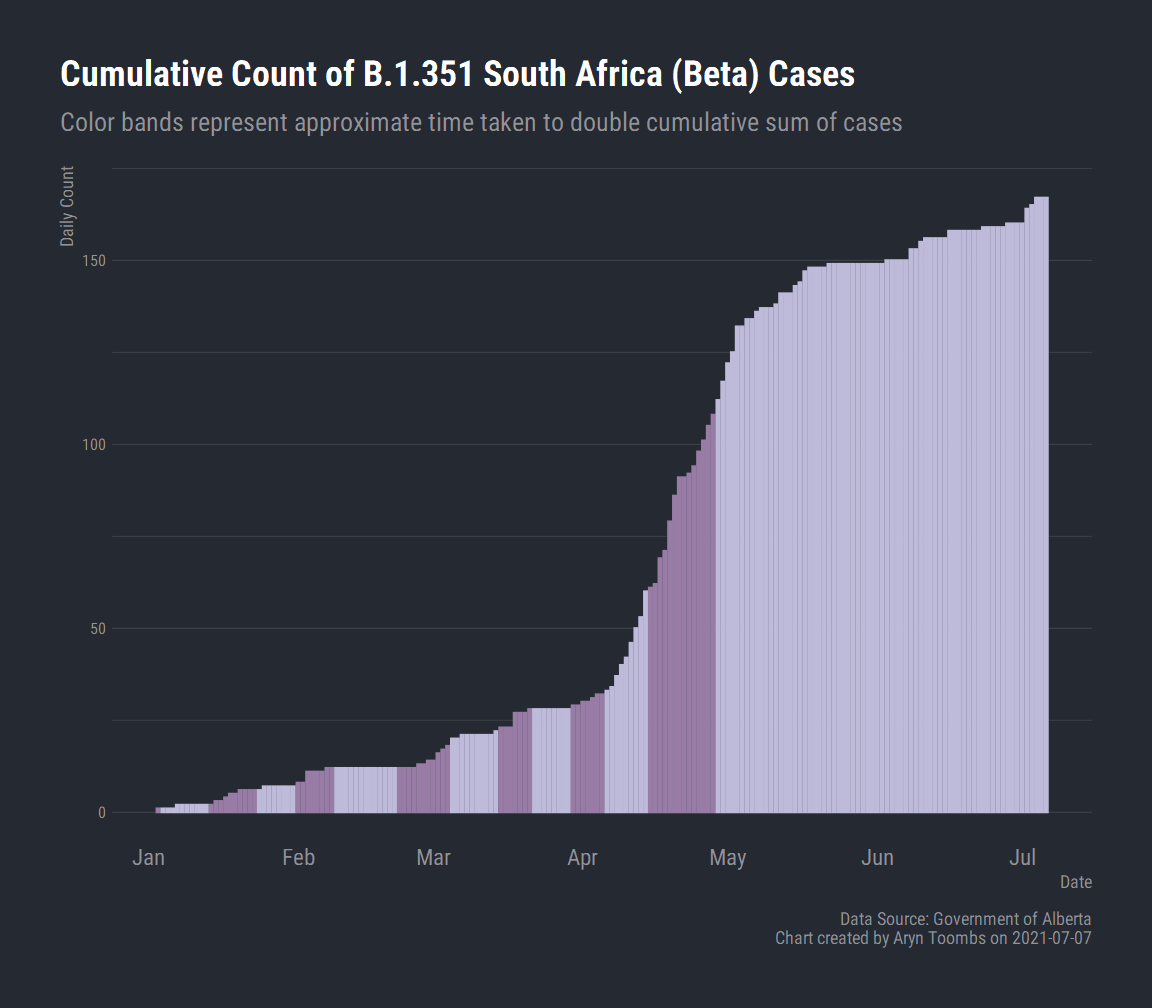 Cumulative Count of B.1.351 South Africa (Beta) Cases
Color bands represent approximate time taken to double cumulative sum of cases
Daily Count
150
100
50
0
Jan Feb Mar Apr May Jun Jul
Date
Data Source: Government of Alberta
Chart created by Aryn Toombs on 2021-07-07